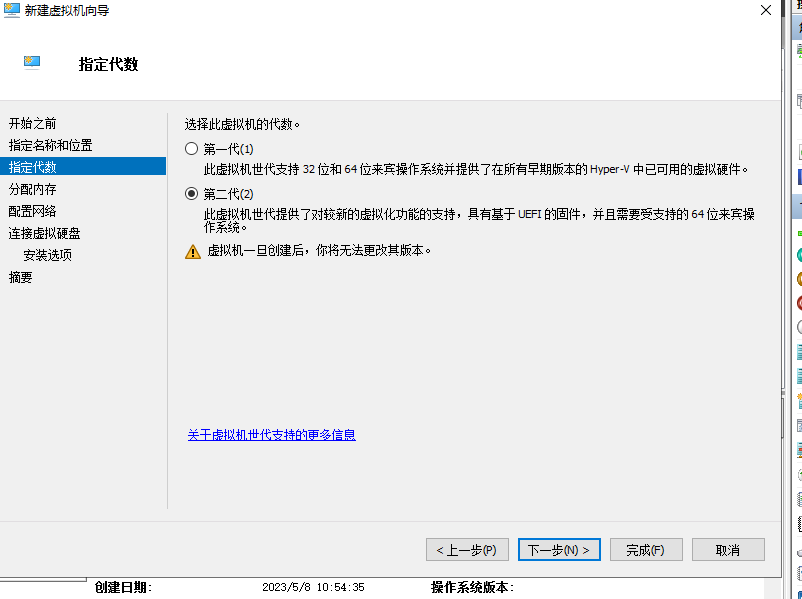 新建虚拟机向导
指定代数
开始之前
指定名称和位置
指定代数
分配内存
配置网络
连接虚拟硬盘
安装选项
摘要
选择此虚拟机的代数。
第一代(1)
此虚拟机世代支持 32 位和 64 位来宾操作系统并提供了在所有早期版本的 Hyper-V 中已可用的虚拟硬件。
第二代(2)
此虚拟机世代提供了对较新的虚拟化功能的支持，具有基于 UEFI 的固件，并且需要受支持的 64 位来宾操
作系统。
虚拟机一旦创建后，你将无法更改其版本。
关于虚拟机世代支持的更多信息
< 上一步(P)
下一步(N) >
完成(F)
取消
创建日期: 2023/5/8 10:54:35 操作系统版本: